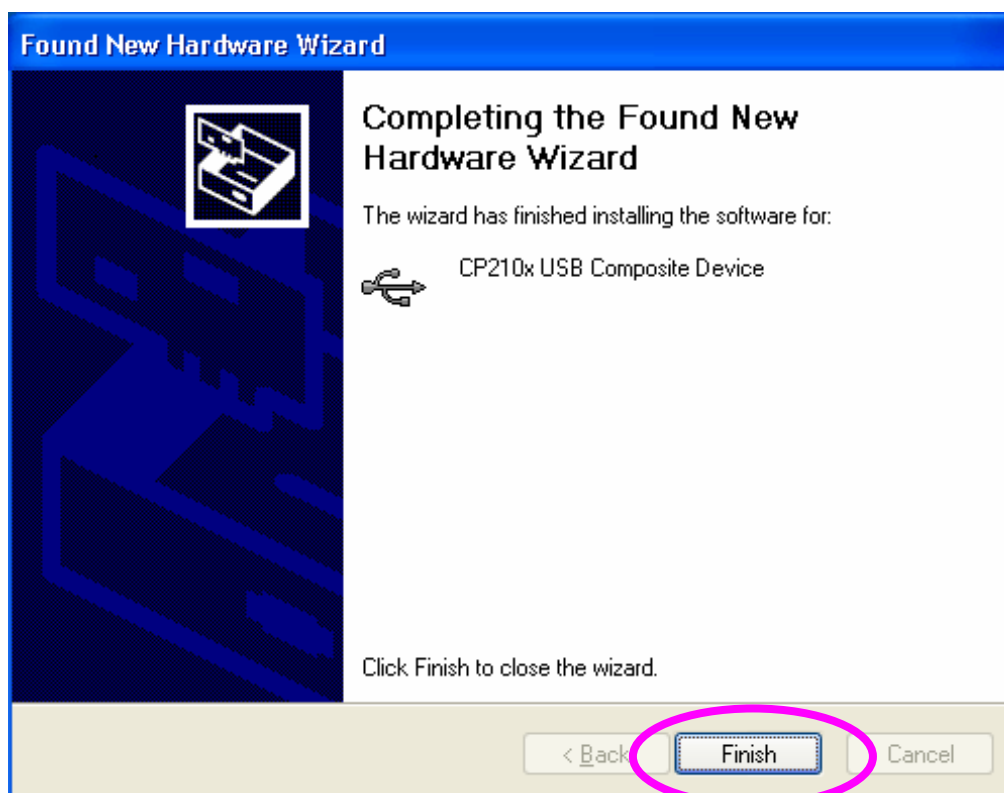 Found New Hardware Wizard
Completing the Found New
Hardware Wizard
The wizard has finished installing the software for:
CP210x USB Composite Device
Click Finish to close the wizard.
< Back
Finish
Cancel